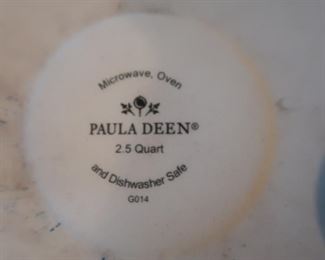 Microwave, Oven
PAULA DEEN®
2.5 Quart
and Dishwasher Safe
G014